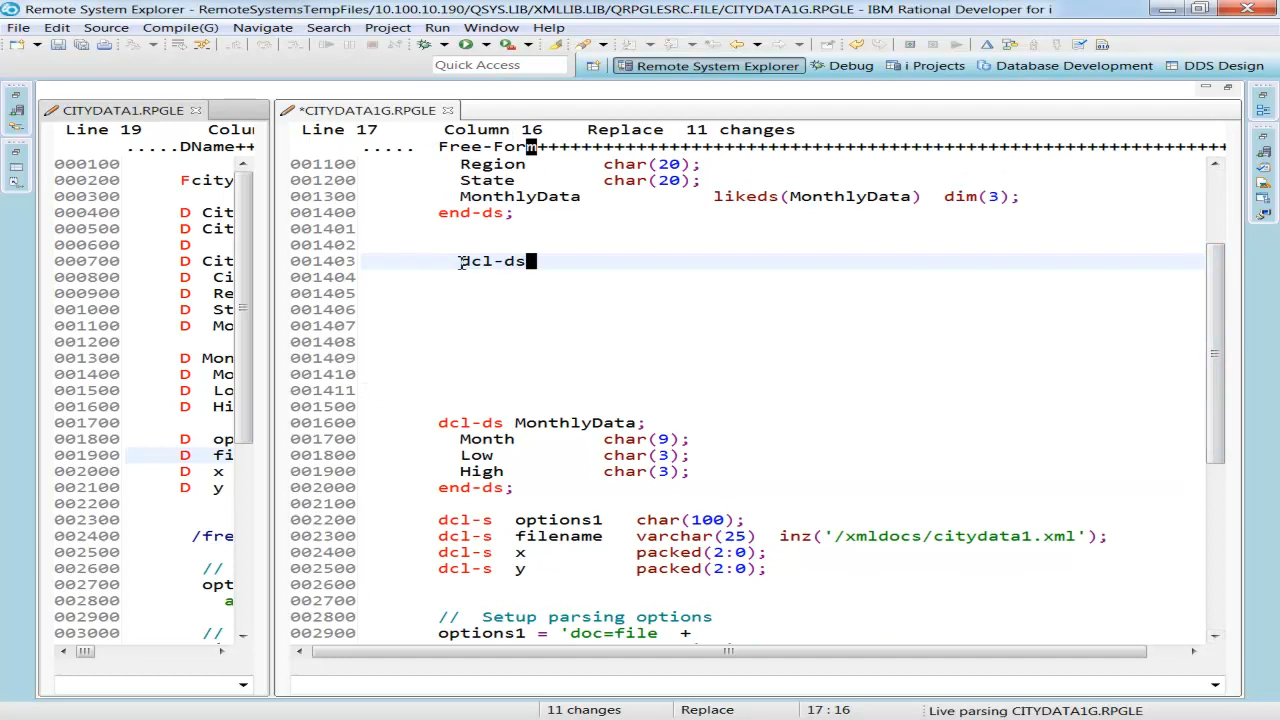 Remote System Explorer - RemoteSystemsTempFiles/10.100.10.190/QSYS.LIB/XMLLIB.LIB/QRPGLESRC.FILE/CITYDATA1G.RPGLE - IBM Rational Developer for i
File Edit Source Compile(G) Navigate Search Project Run Window Help
Quick Access Remote System Explorer Debug i Projects Database Development DDS Design
CITYDATA1.RPGLE
Line 19 Colun
.....DName++
000100
000200 Fcity
000300
000400 D Cit
000500 D Cit
000600 D
000700 D Cit
000800 D Ci
000900 D Re
001000 D St
001100 D Mo
001300 D Mon
001400 D Mo
001500 D Lo
001600 D Hi
001700
001800 D op
001900 D fi
002000 D x
002100 D y
002300
002400 /fre
002500
002600 //
002700 opt
002800 a
002900
003000 //
*CITYDATA1G.RPGLE
Line 17 Column 16 Replace 11 changes
..... Free-Form++++++++++++++++++++++++++++++++++++++++++++++++++++++++++++++++
001100 Region char(20);
001200 State char(20);
001300 MonthlyData likeds(MonthlyData) dim(3);
001400 end-ds;
001401
001402
001403 dcl-ds
001404
001405
001406
001407
001408
001409
001410
001411
001500
001600 dcl-ds MonthlyData;
001700 Month char(9);
001800 Low char(3);
001900 High char(3);
002000 end-ds;
002100
002200 dcl-s options1 char(100);
002300 dcl-s filename varchar(25) inz('/xmldocs/citydata1.xml');
002400 dcl-s x packed(2:0);
002500 dcl-s y packed(2:0);
002600
002700
002800 // Setup parsing options
002900 options1 = 'doc=file +
11 changes Replace 17 : 16 Live parsing CITYDATA1G.RPGLE